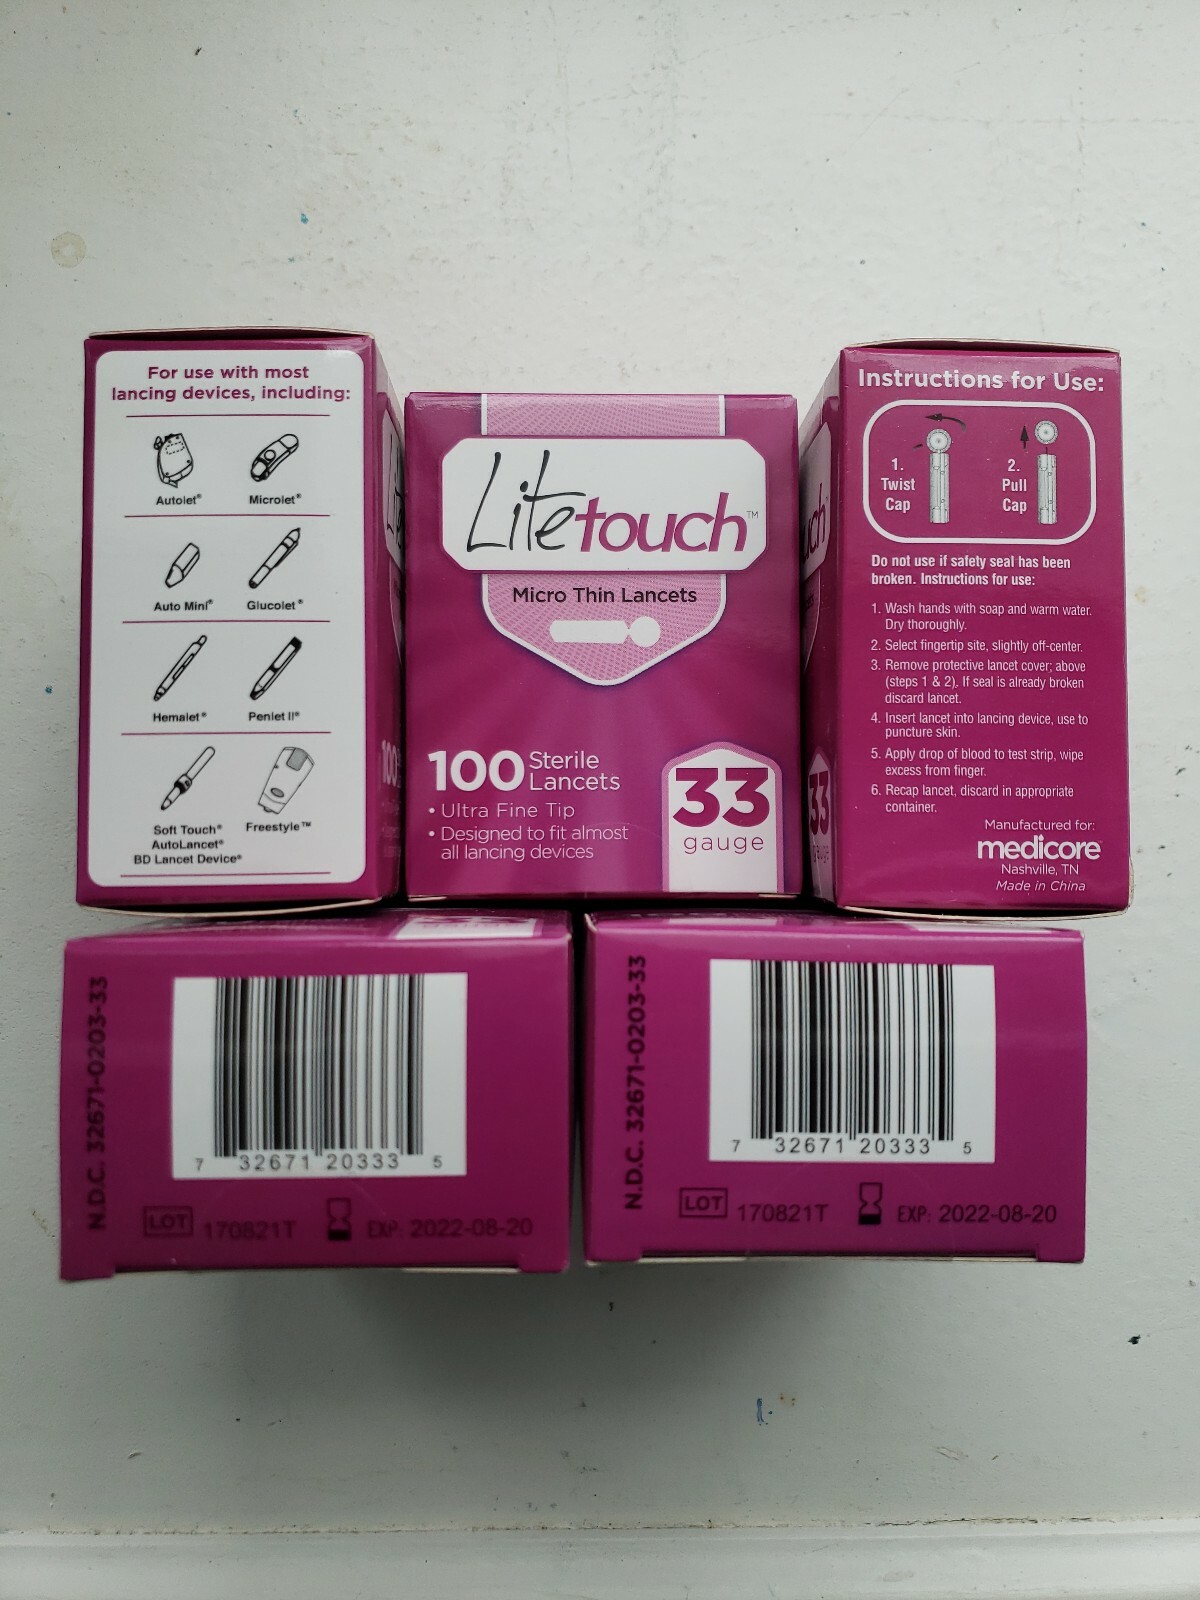 For use with most
lancing devices, including:
Autolet®
Microlet®
Auto Mini®
Glucolet®
Hemalet®
Penlet II®
Soft Touch®
AutoLancet®
BD Lancet Device®
Freestyle™
100
Litetouch™
Micro Thin Lancets
100 Sterile
Lancets
• Ultra Fine Tip
• Designed to fit almost
all lancing devices
33
gauge
uch
33
gauge
Instructions for Use:
1.
Twist
Cap
2.
Pull
Cap
Do not use if safety seal has been
broken. Instructions for use:
1. Wash hands with soap and warm water.
Dry thoroughly.
2. Select fingertip site, slightly off-center.
3. Remove protective lancet cover; above
(steps 1 & 2). If seal is already broken
discard lancet.
4. Insert lancet into lancing device, use to
puncture skin.
5. Apply drop of blood to test strip, wipe
excess from finger.
6. Recap lancet, discard in appropriate
container.
Manufactured for:
medicore
Nashville, TN
Made in China
N.D.C. 32671-0203-33
7 32671 20333 5
LOT 170821T EXP: 2022-08-20
N.D.C. 32671-0203-33
7 32671 20333 5
LOT 170821T EXP: 2022-08-20